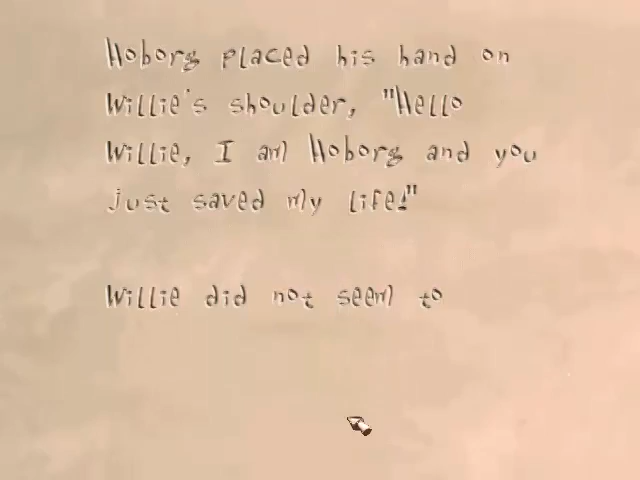 Hoborg placed his hand on
Willie's shoulder, "Hello
Willie, I am Hoborg and you
just saved my life!"
Willie did not seem to